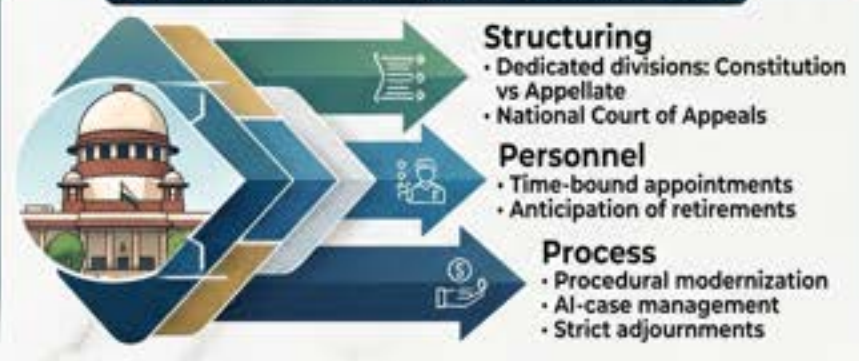 Structuring
• Dedicated divisions: Constitution
vs Appellate
• National Court of Appeals
Personnel
• Time-bound appointments
• Anticipation of retirements
Process
• Procedural modernization
• AI-case management
• Strict adjournments